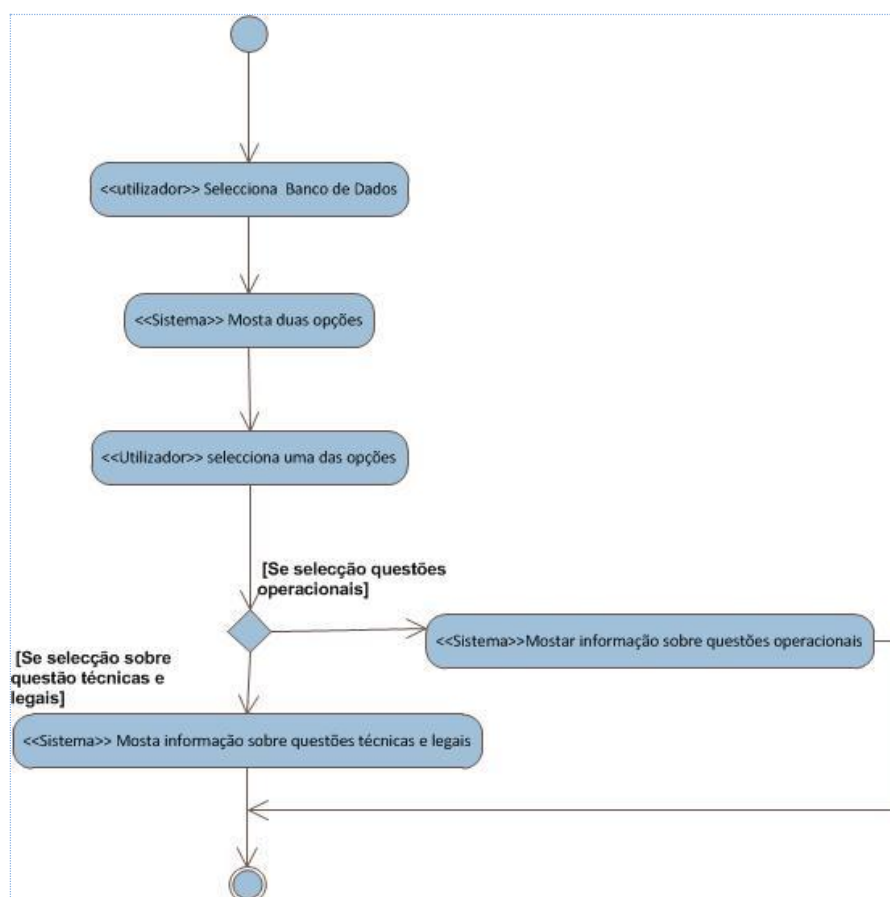 <<utilizador>> Selecciona  Banco de Dados
<<Sistema>> Mosta duas opções
<<Utilizador>> selecciona uma das opções
[Se selecção questões
operacionais]
<<Sistema>>Mostar informação sobre questões operacionais
[Se selecção sobre
questão técnicas e
legais]
<<Sistema>> Mosta informação sobre questões técnicas e legais